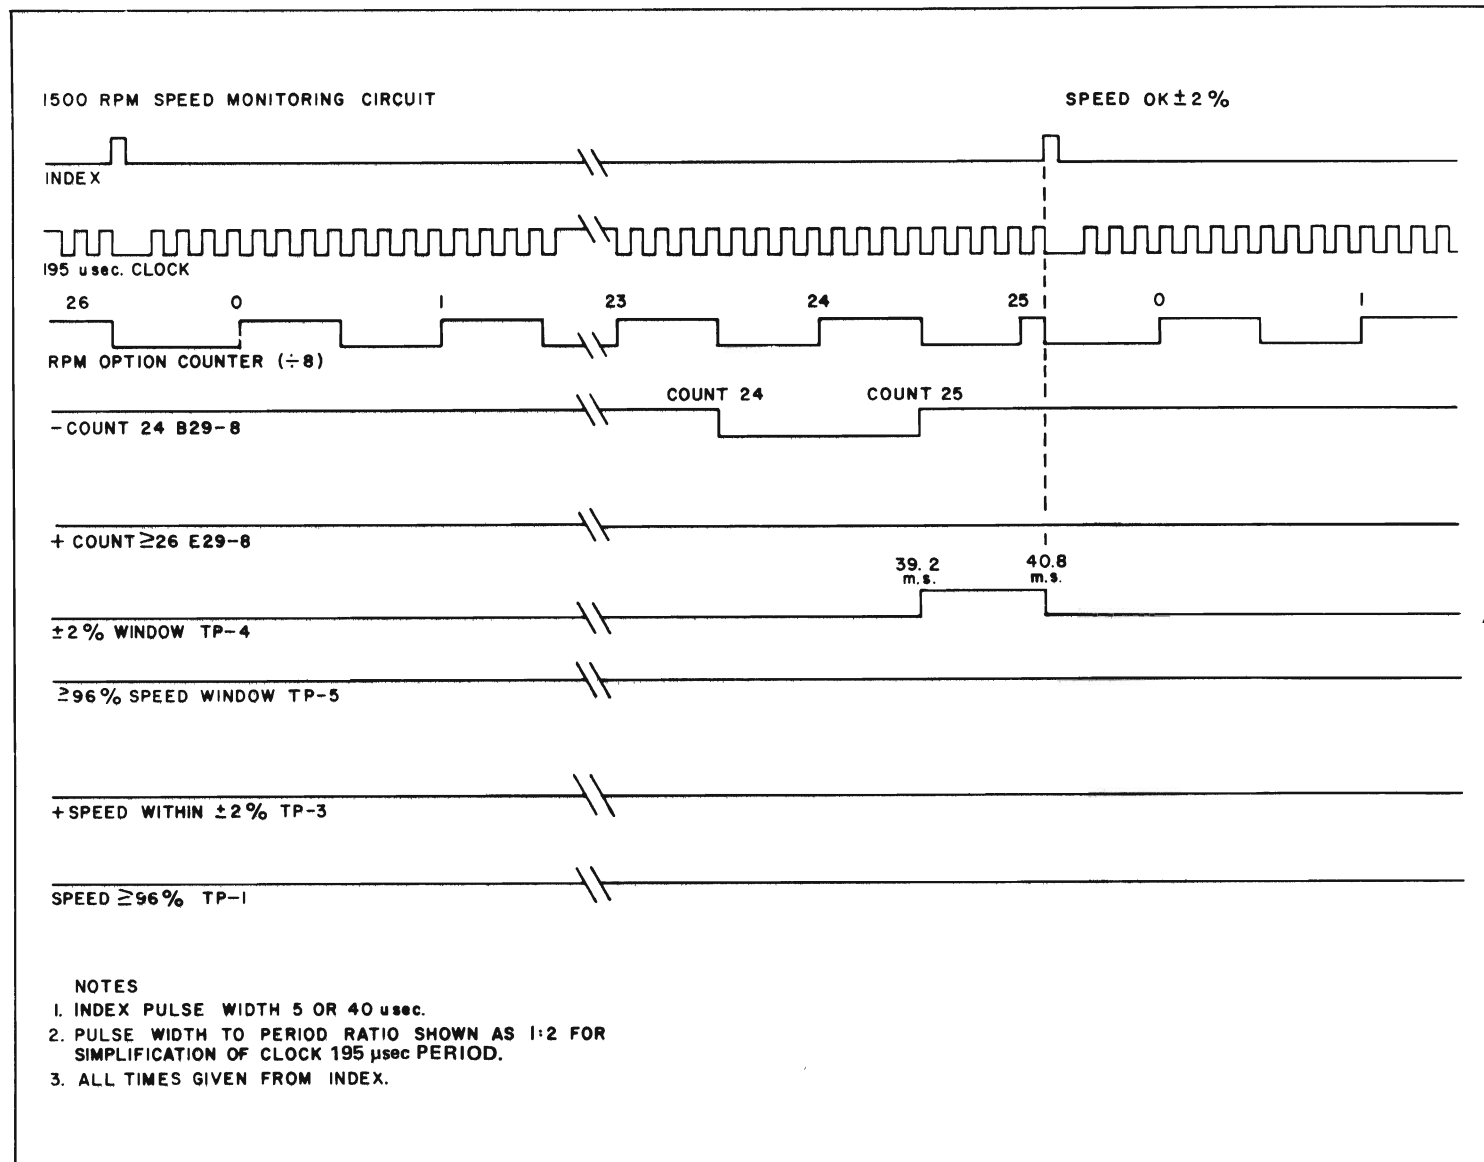 1500 RPM SPEED MONITORING CIRCUIT
SPEED OK ± 2 %
INDEX
195 usec. CLOCK
26 0 1 23 24 25 0 1
RPM OPTION COUNTER (÷8)
COUNT 24 COUNT 25
-COUNT 24 B29-8
+ COUNT ≥26 E29-8
39.2 m.s.
40.8 m.s.
±2% WINDOW TP-4
≥96% SPEED WINDOW TP-5
+SPEED WITHIN ±2% TP-3
SPEED ≥96% TP-1
NOTES
1. INDEX PULSE WIDTH 5 OR 40 usec.
2. PULSE WIDTH TO PERIOD RATIO SHOWN AS 1:2 FOR
SIMPLIFICATION OF CLOCK 195 µsec PERIOD.
3. ALL TIMES GIVEN FROM INDEX.